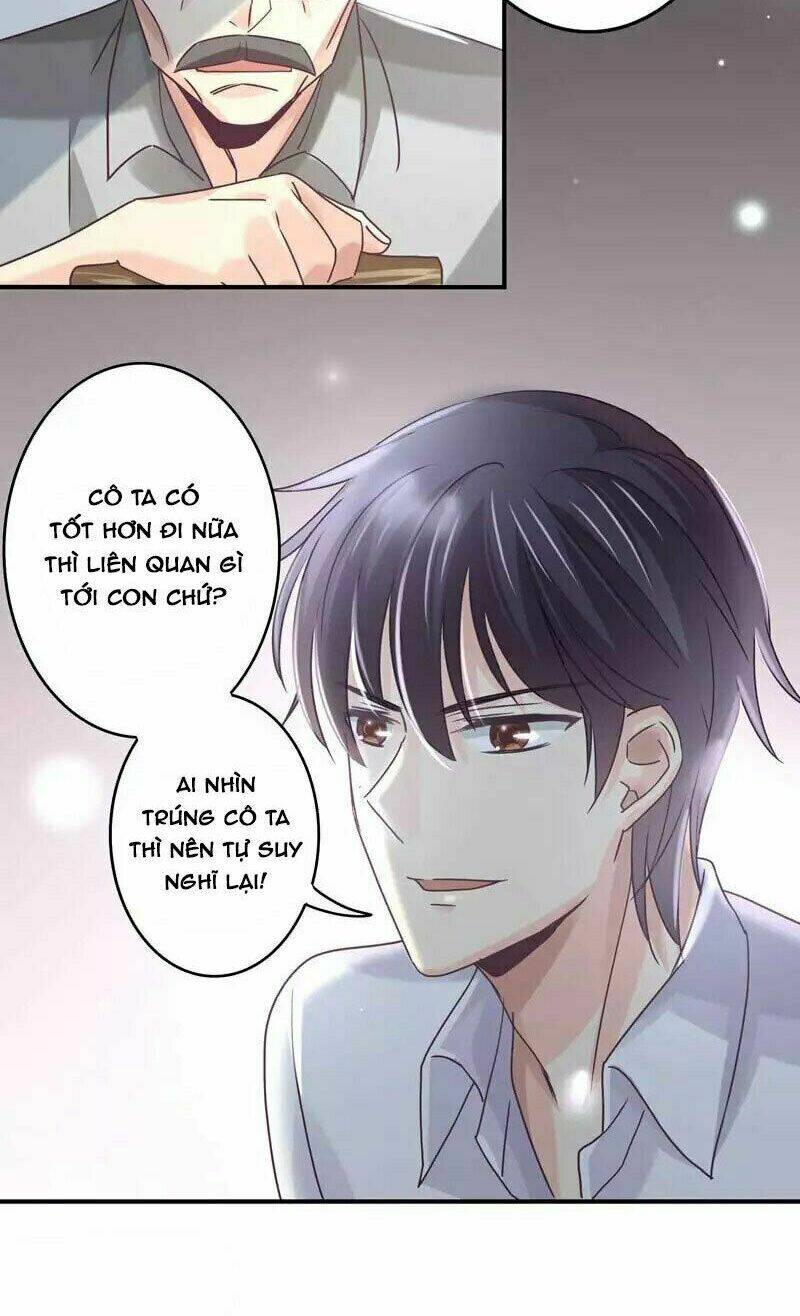 CÔ TA CÓ
TỐT HƠN ĐI NỮA
THÌ LIÊN QUAN GÌ
TỚI CON CHỨ?
AI NHÌN
TRÚNG CÔ TA
THÌ NÊN TỰ SUY
NGHĨ LẠI!